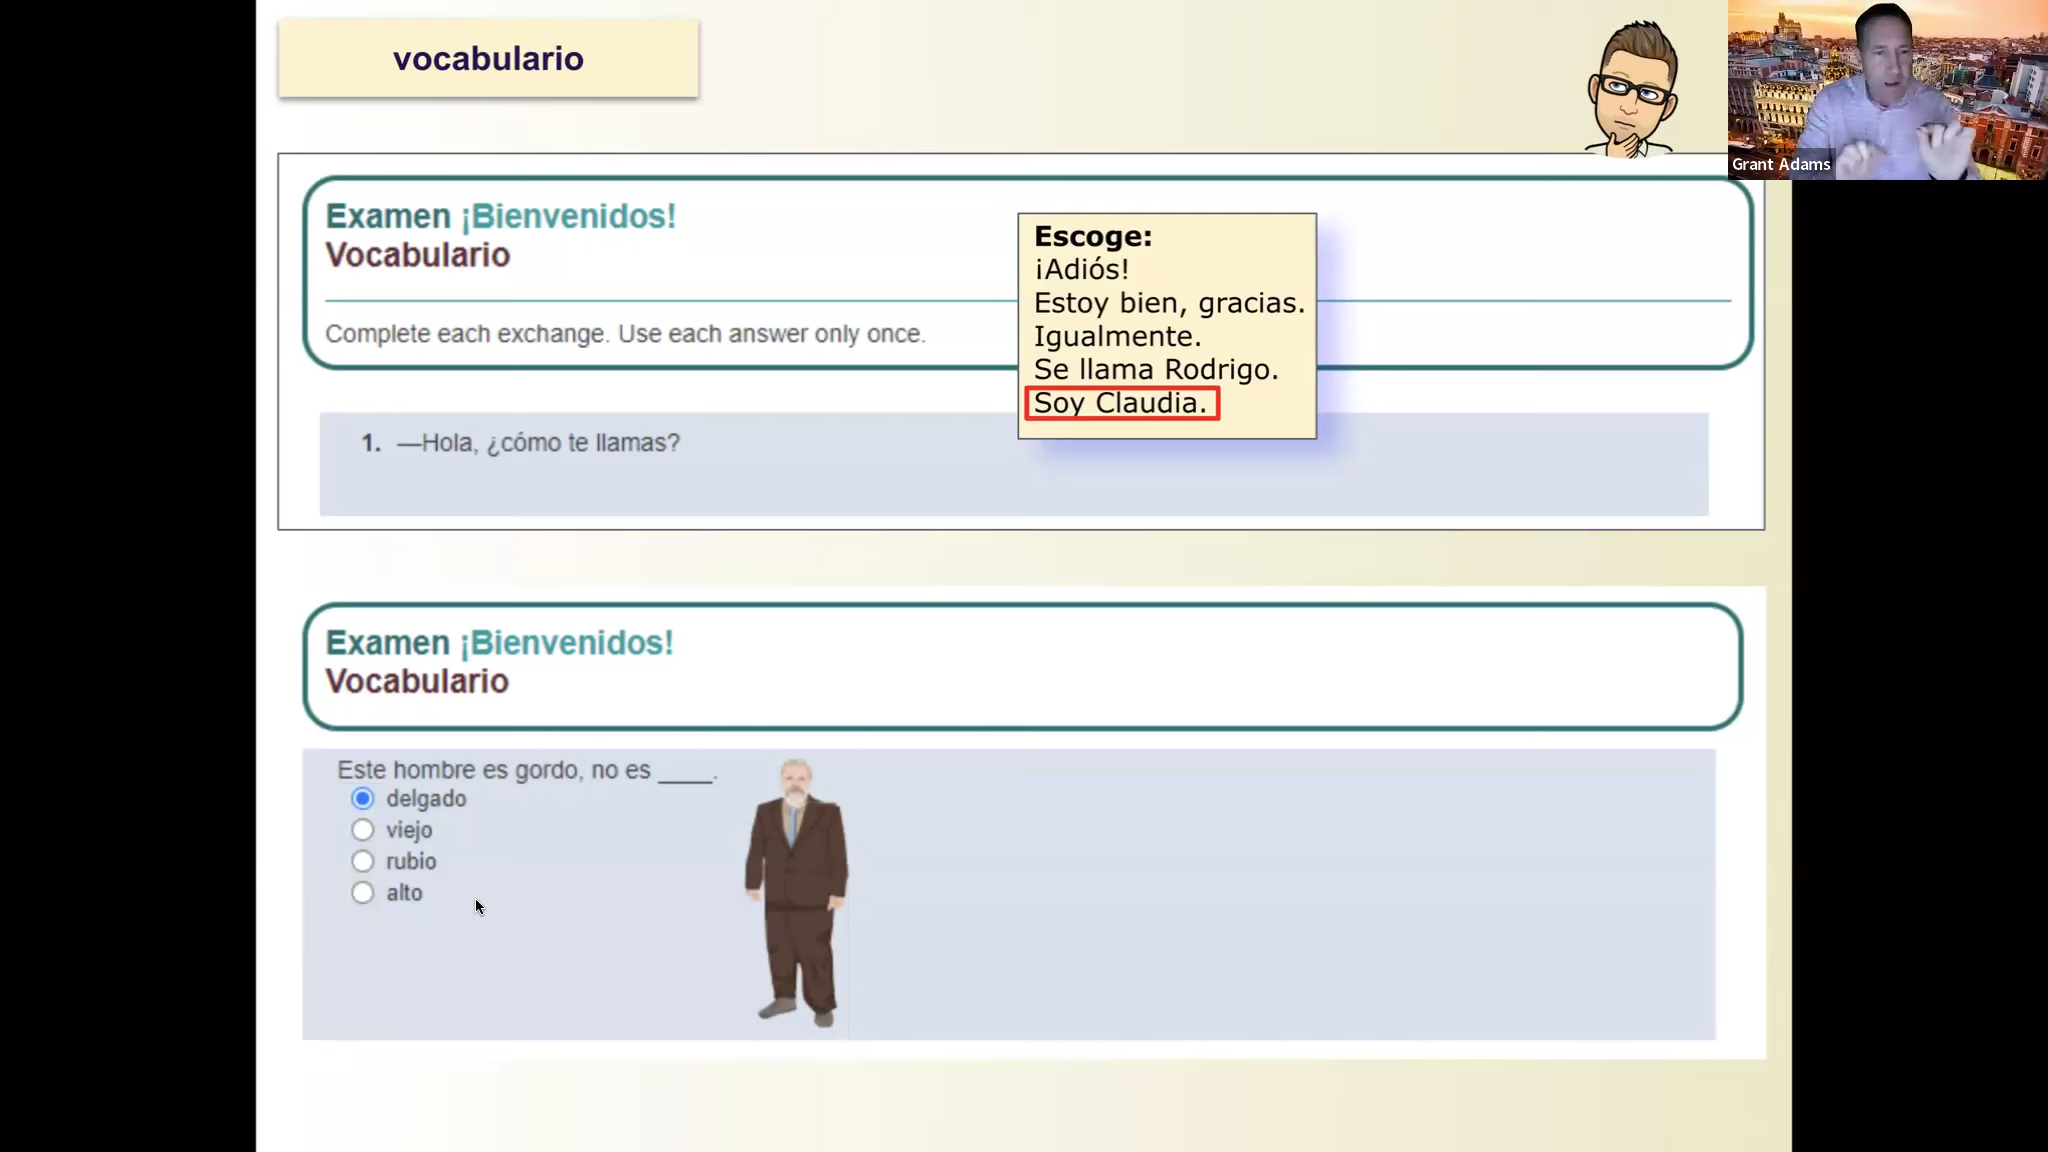 vocabulario
Grant Adams
Examen ¡Bienvenidos!
Vocabulario
Complete each exchange. Use each answer only once.
Escoge:
¡Adiós!
Estoy bien, gracias.
Igualmente.
Se llama Rodrigo.
Soy Claudia.
1. —Hola, ¿cómo te llamas?
Examen ¡Bienvenidos!
Vocabulario
Este hombre es gordo, no es ____.
delgado
viejo
rubio
alto